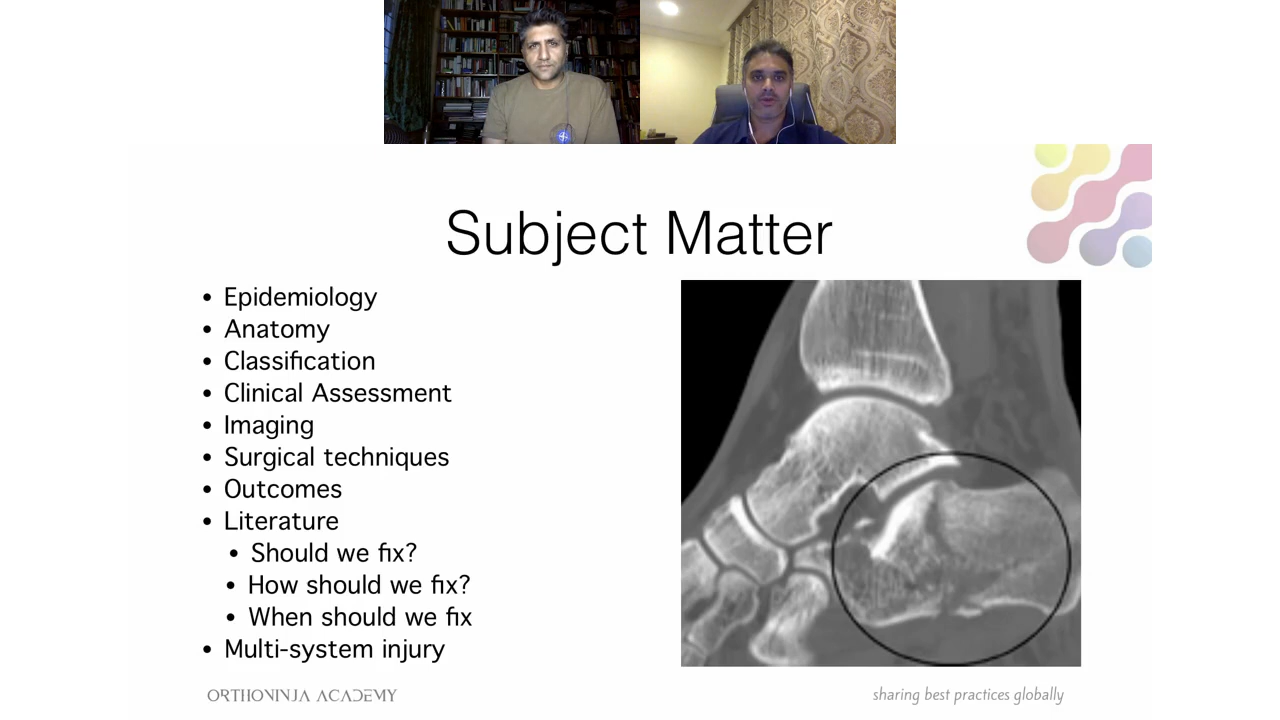 Subject Matter
• Epidemiology
• Anatomy
• Classification
• Clinical Assessment
• Imaging
• Surgical techniques
• Outcomes
• Literature
• Should we fix?
• How should we fix?
• When should we fix
• Multi-system injury
ORTHONINJA ACADEMY
sharing best practices globally